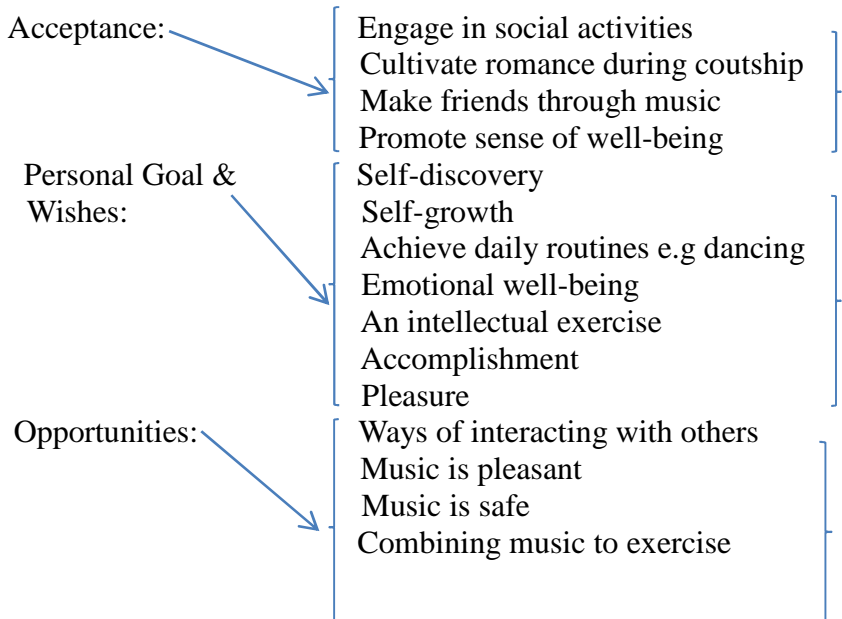 Acceptance: Engage in social activities
Cultivate romance during coutship
Make friends through music
Promote sense of well-being
Personal Goal & Self-discovery
Wishes: Self-growth
Achieve daily routines e.g dancing
Emotional well-being
An intellectual exercise
Accomplishment
Pleasure
Opportunities: Ways of interacting with others
Music is pleasant
Music is safe
Combining music to exercise